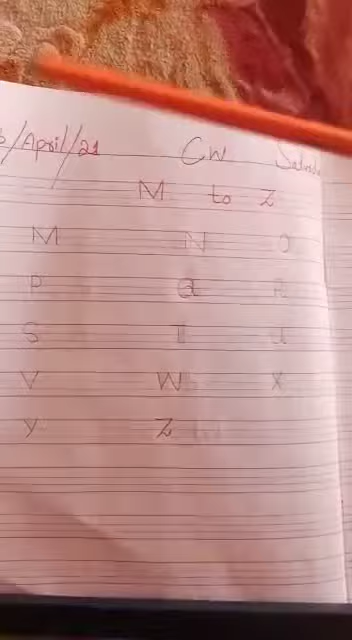 /April/21 CW
M to Z
M N O
P Q R
S T U
V W X
Y Z